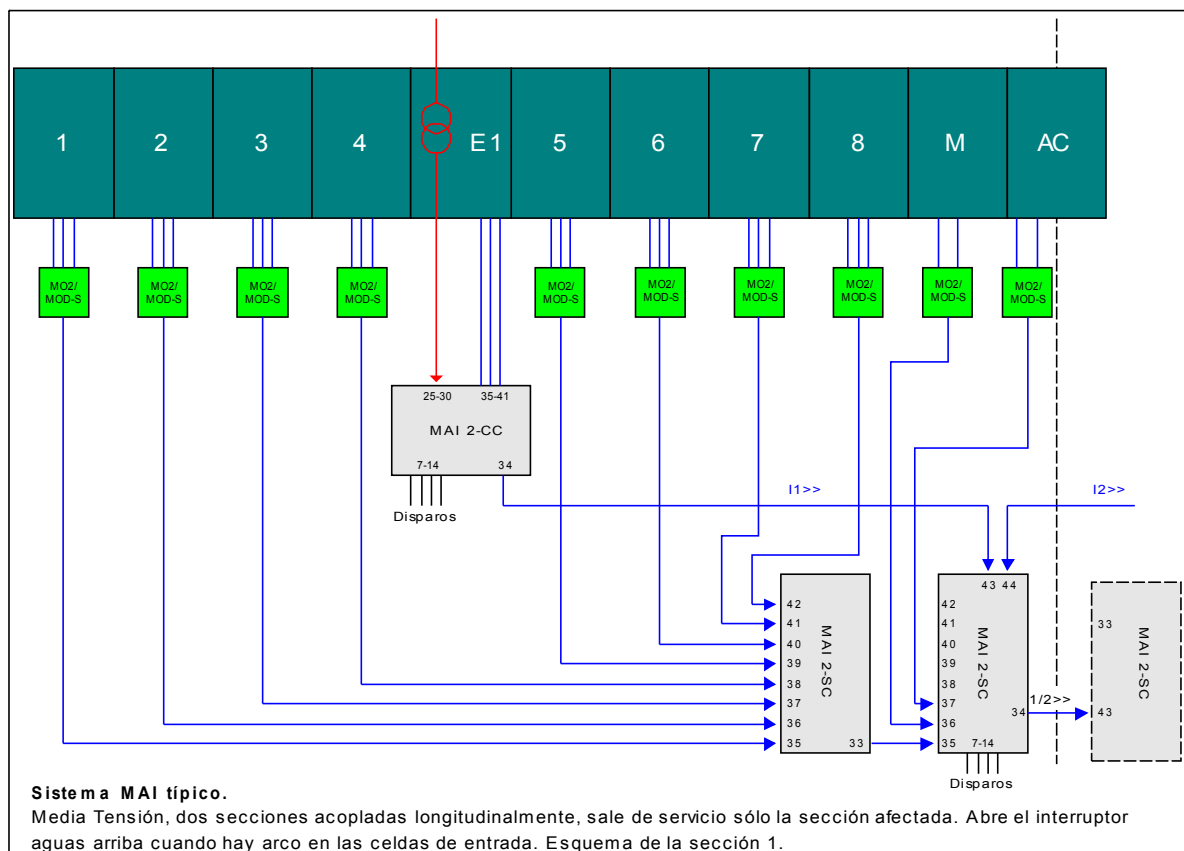 1 2 3 4 E1 5 6 7 8 M AC
MO2/ MO2/ MO2/ MO2/ MO2/ MO2/ MO2/ MO2/ MO2/ MO2/
MOD-S MOD-S MOD-S MOD-S MOD-S MOD-S MOD-S MOD-S MOD-S MOD-S
25-30 35-41
MAI 2-CC
7-14 34
Disparos
I1>> I2>>
42
41
40
39
38
37
36
35 33
MAI 2-SC
43 44
42
41
40
39
38
37
36
35
34
MAI 2-SC
7-14
Disparos
1/2>>
33
43
MAI 2-SC
Sistema MAI típico.
Media Tensión, dos secciones acopladas longitudinalmente, sale de servicio sólo la sección afectada. Abre el interruptor
aguas arriba cuando hay arco en las celdas de entrada. Esquema de la sección 1.